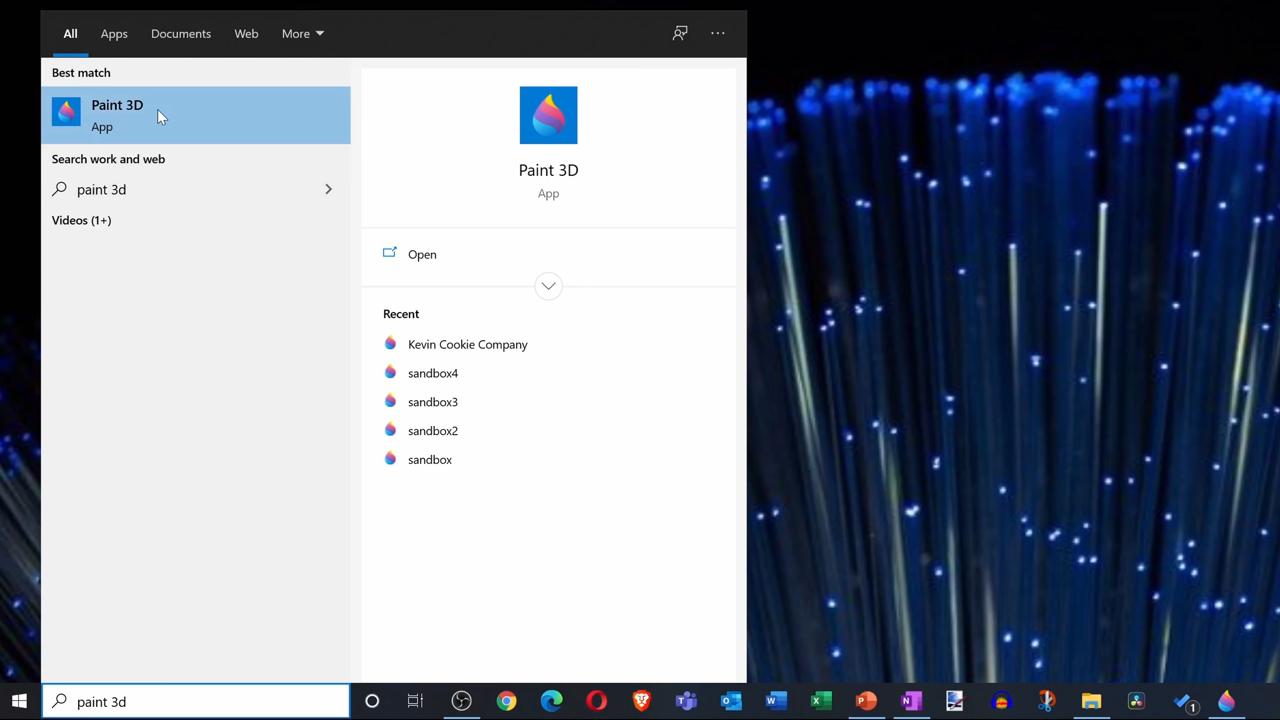 All Apps Documents Web More
Best match
Paint 3D
App
Search work and web
paint 3d
Videos (1+)
Paint 3D
App
Open
Recent
Kevin Cookie Company
sandbox4
sandbox3
sandbox2
sandbox
paint 3d
1